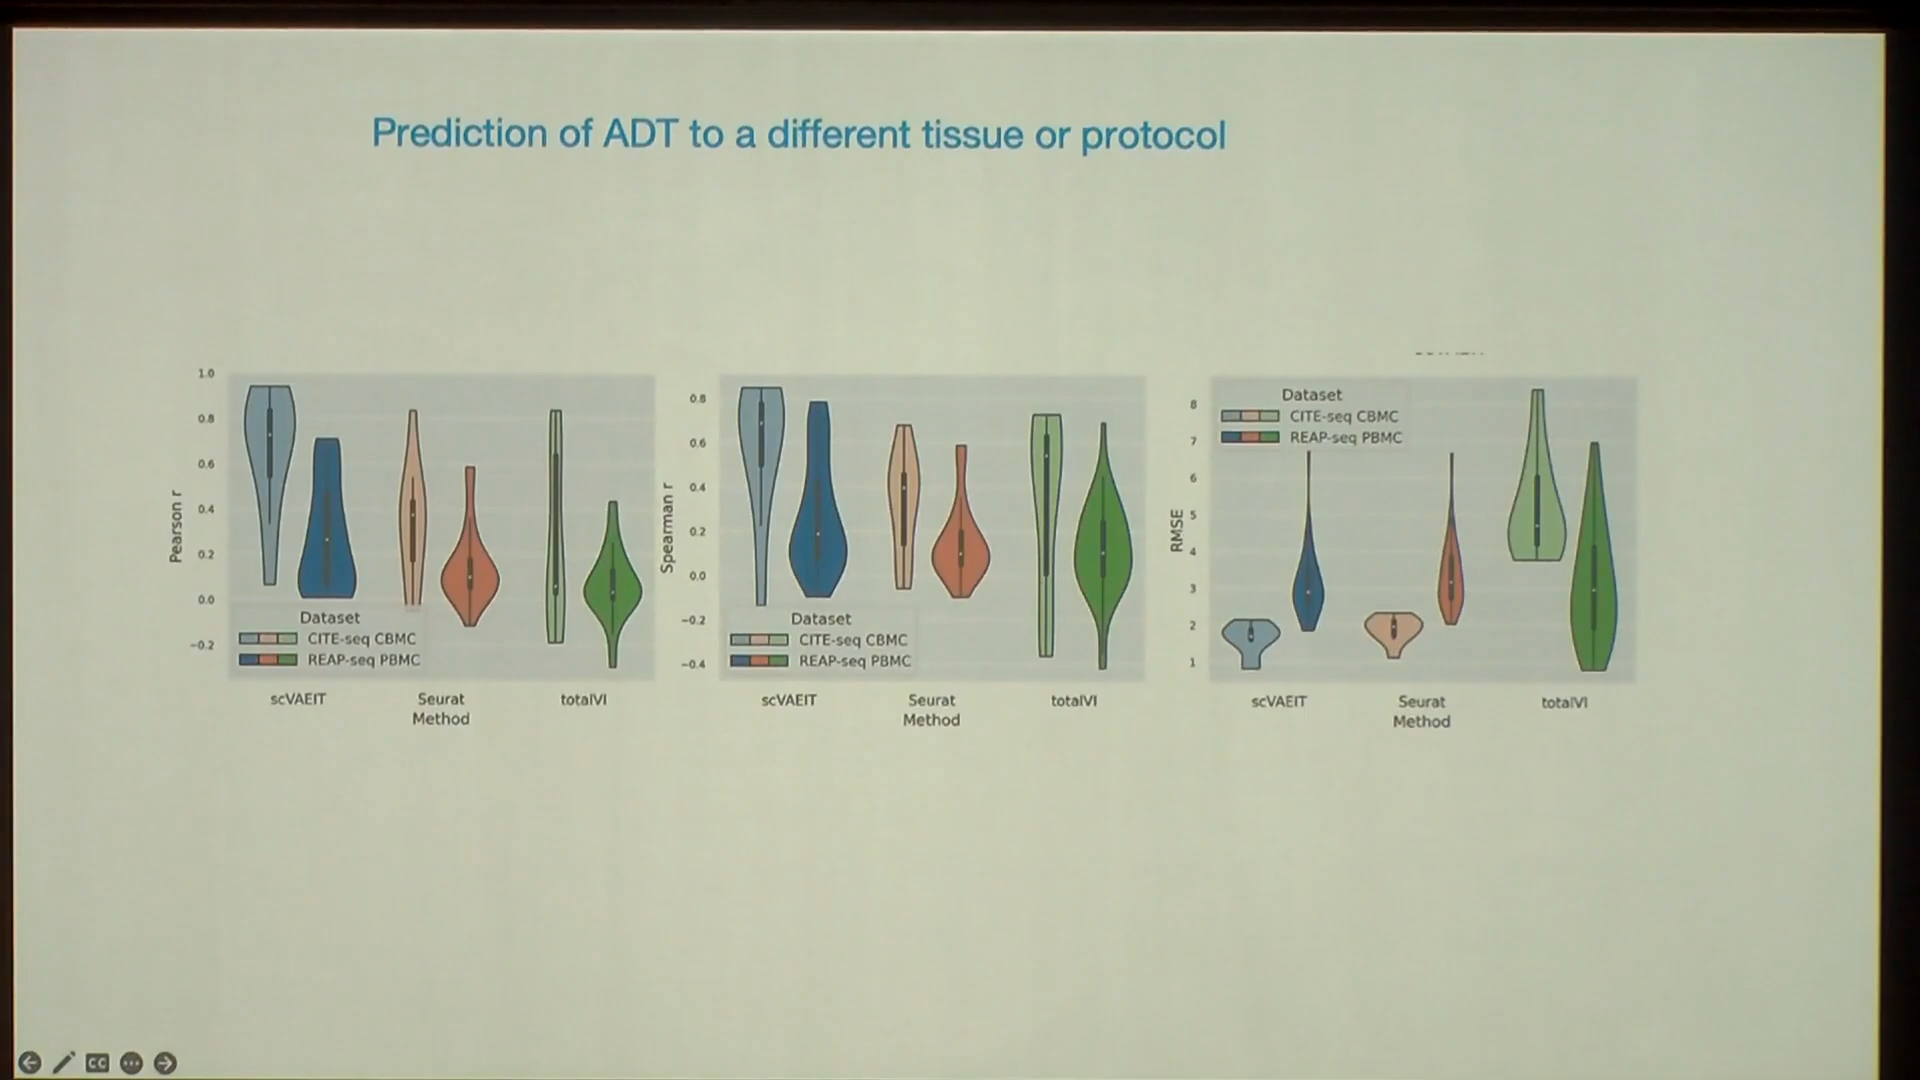 Prediction of ADT to a different tissue or protocol
1.0
0.8
0.6
0.4
0.2
0.0
−0.2
Pearson r
Dataset
CITE-seq CBMC
REAP-seq PBMC
scVAEIT
Seurat
totalVI
Method
0.8
0.6
0.4
0.2
0.0
−0.2
−0.4
Spearman r
Dataset
CITE-seq CBMC
REAP-seq PBMC
scVAEIT
Seurat
totalVI
Method
8
7
6
5
4
3
2
1
RMSE
Dataset
CITE-seq CBMC
REAP-seq PBMC
scVAEIT
Seurat
totalVI
Method
CC